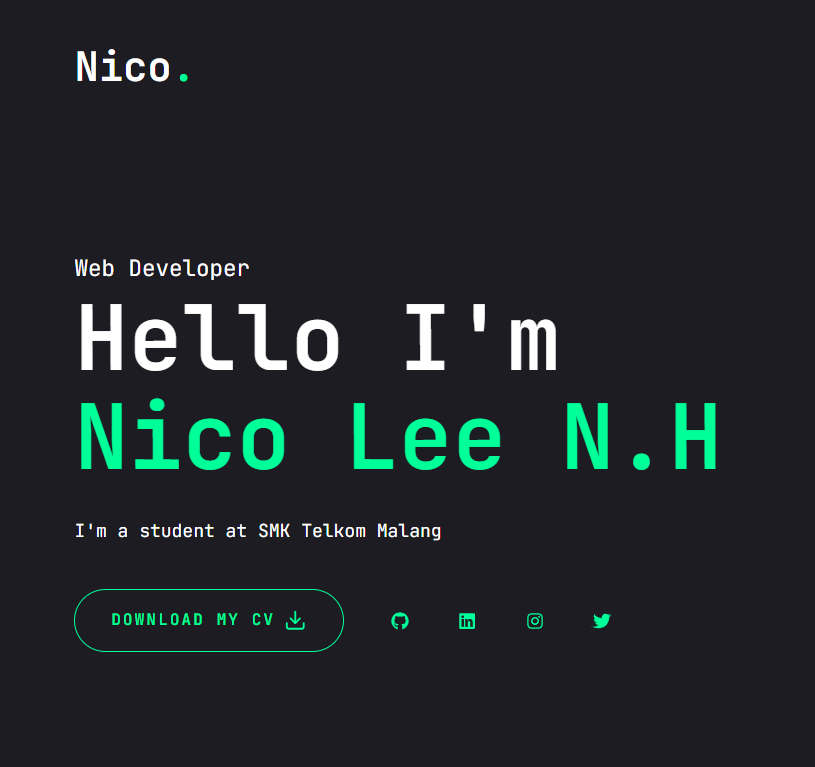 Nico.
Web Developer
Hello I'm
Nico Lee N.H
I'm a student at SMK Telkom Malang
DOWNLOAD MY CV